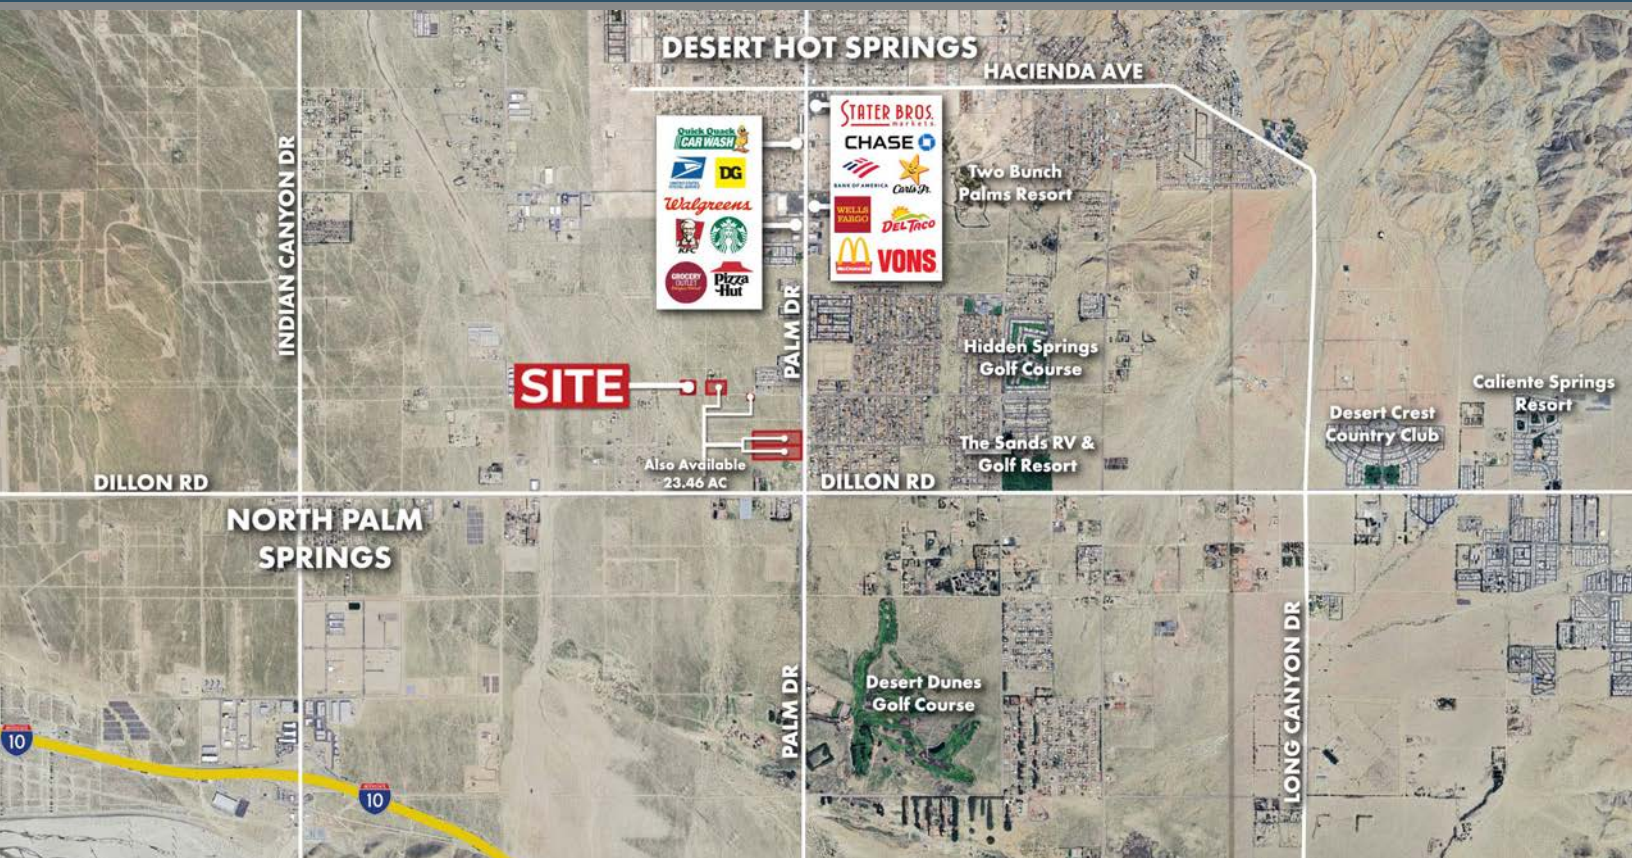 DESERT HOT SPRINGS
HACIENDA AVE
INDIAN CANYON DR
Quick Quack
CAR WASH
DG
Walgreens
KFC
GROCERY
OUTLET
Pizza
Hut
STATER BROS.
markets
CHASE
BANK OF AMERICA
Carl's Jr.
WELLS
FARGO
DEL TACO
McDonald's
VONS
Two Bunch
Palms Resort
PALM DR
Hidden Springs
Golf Course
SITE
Caliente Springs
Resort
Desert Crest
Country Club
The Sands RV &
Golf Resort
Also Available
23.46 AC
DILLON RD
DILLON RD
NORTH PALM
SPRINGS
PALM DR
Desert Dunes
Golf Course
LONG CANYON DR
10
10